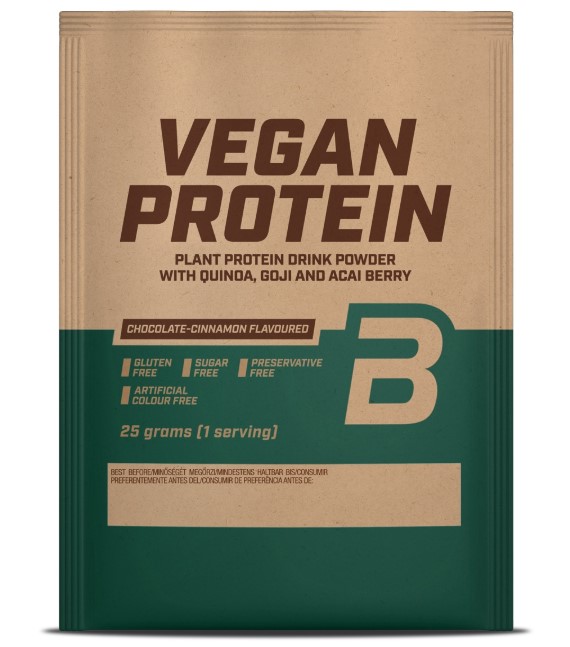 VEGAN
PROTEIN
PLANT PROTEIN DRINK POWDER
WITH QUINOA, GOJI AND ACAI BERRY
CHOCOLATE-CINNAMON FLAVOURED
B
GLUTEN
FREE
SUGAR
FREE
PRESERVATIVE
FREE
ARTIFICIAL
COLOUR FREE
25 grams (1 serving)
BEST BEFORE/MINŐSÉGÉT MEGŐRZI/MINDESTENS HALTBAR BIS/CONSUMIR
PREFERENTEMENTE ANTES DEL/CONSUMIR DE PREFERÊNCIA ANTES DE: